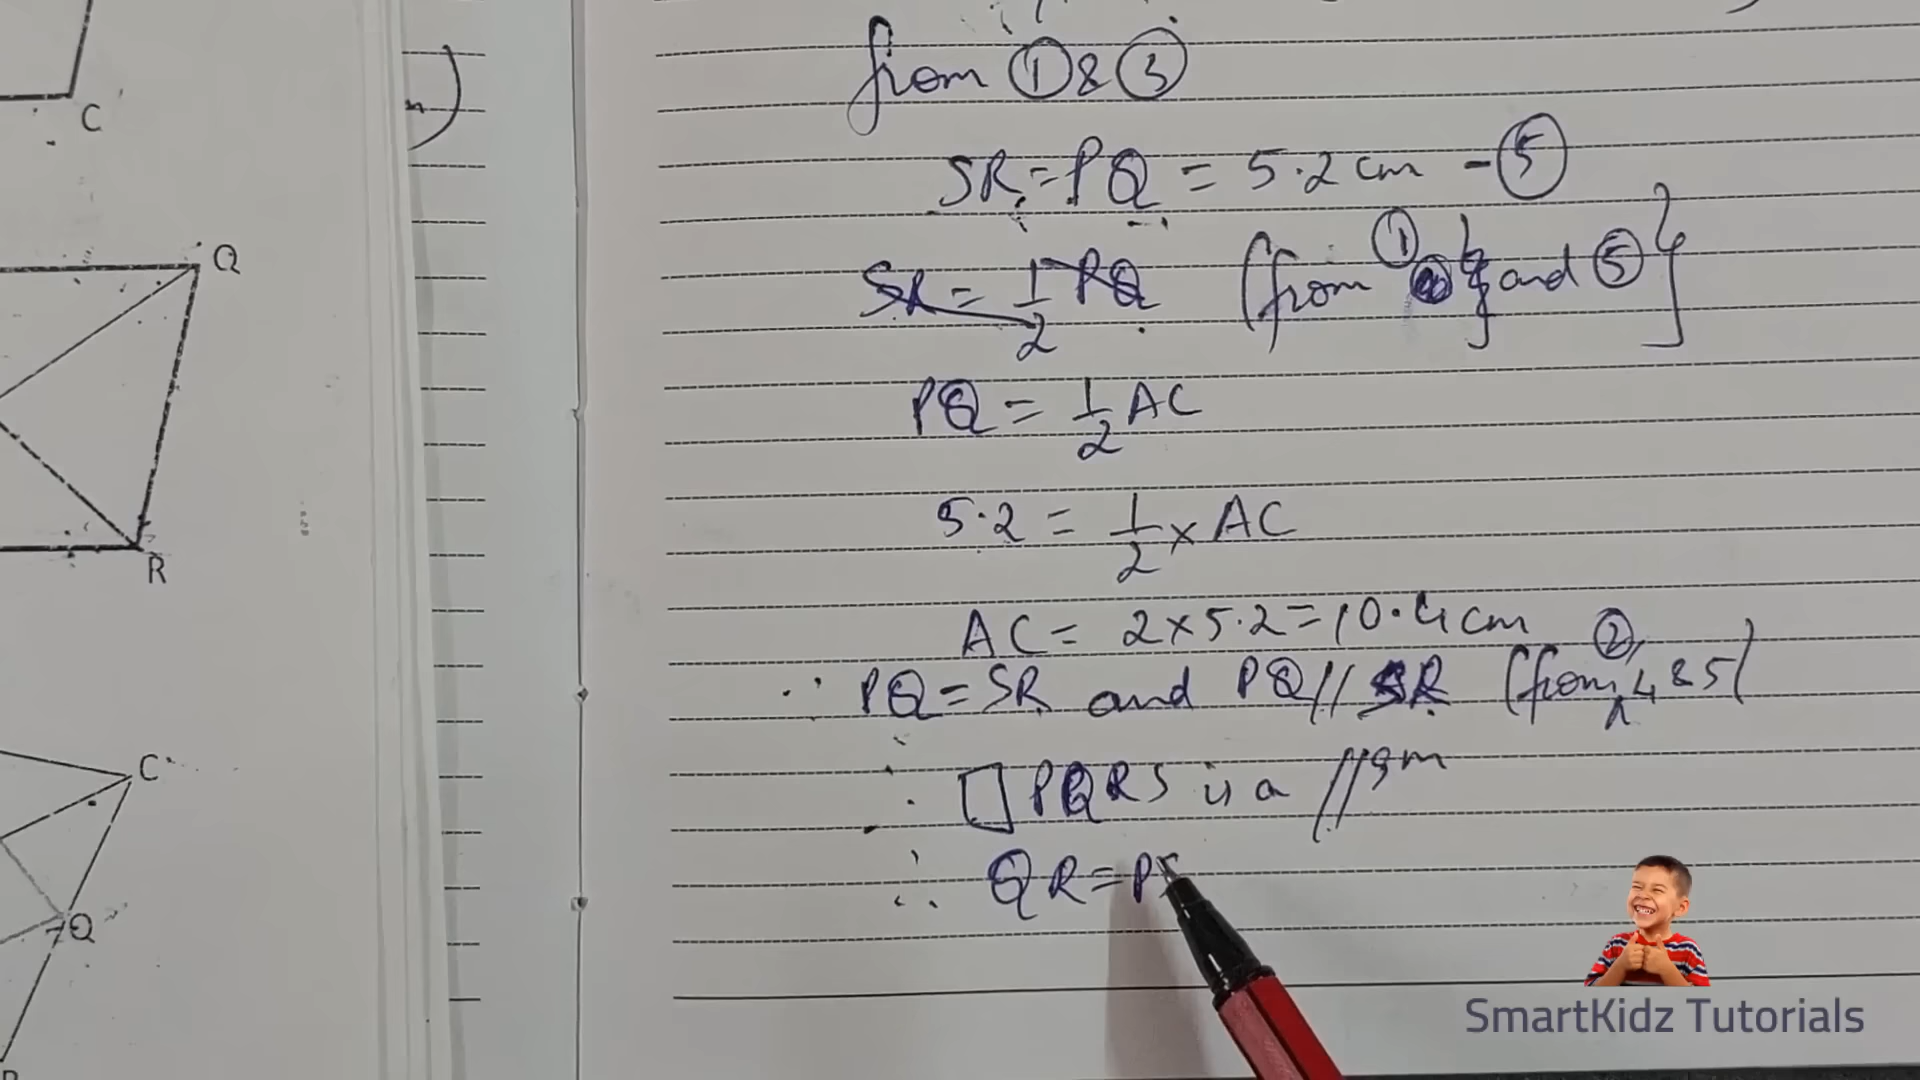 C
Q
R
C
Q
from ① & ③
SR = PQ = 5.2 cm - ⑤
SR = 1/2 PQ (from ① and ⑤}
PQ = 1/2 AC
5.2 = 1/2 x AC
AC = 2 x 5.2 = 10.4 cm
∴ PQ = SR and PQ // SR (from ②, 4 & 5)
∴ □ PQRS is a //gm
∴ QR = PS
SmartKidz Tutorials